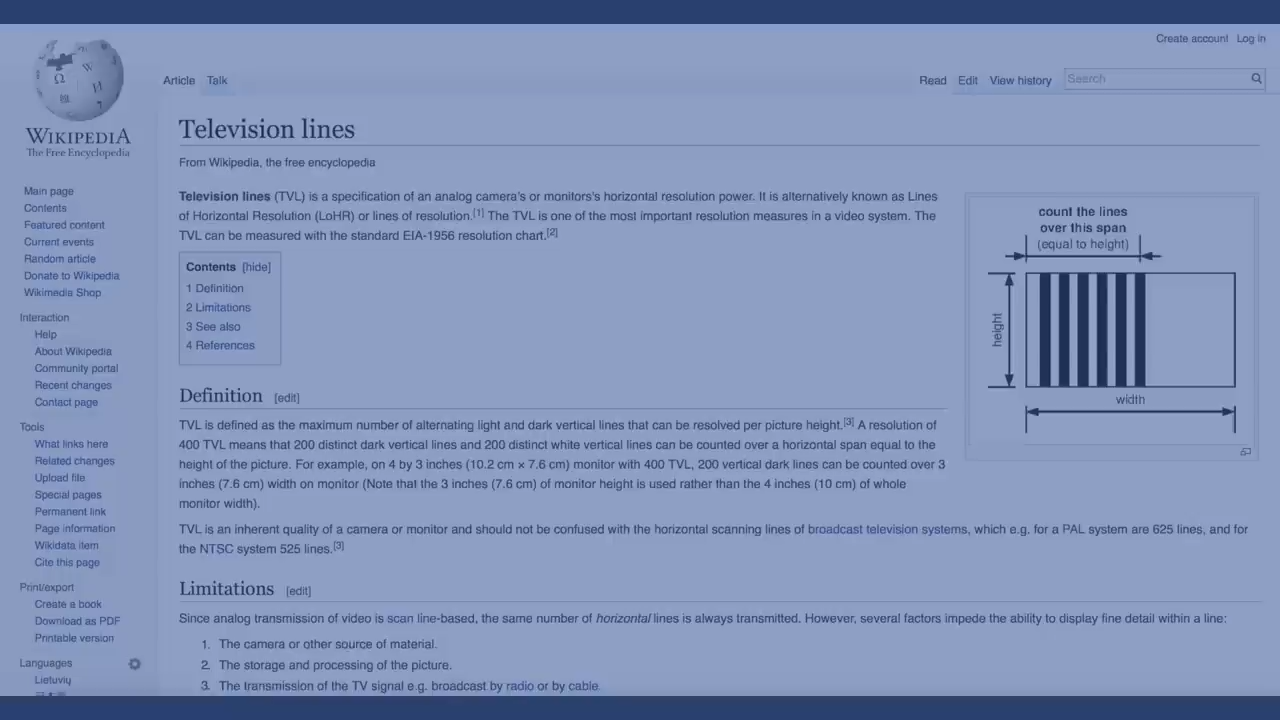 Create account Log in
Article Talk Read Edit View history Search
WIKIPEDIA
The Free Encyclopedia
Main page
Contents
Featured content
Current events
Random article
Donate to Wikipedia
Wikimedia Shop
Interaction
Help
About Wikipedia
Community portal
Recent changes
Contact page
Tools
What links here
Related changes
Upload file
Special pages
Permanent link
Page information
Wikidata item
Cite this page
Print/export
Create a book
Download as PDF
Printable version
Languages
Lietuvių
Television lines
From Wikipedia, the free encyclopedia
Television lines (TVL) is a specification of an analog camera's or monitors's horizontal resolution power. It is alternatively known as Lines
of Horizontal Resolution (LoHR) or lines of resolution.[1] The TVL is one of the most important resolution measures in a video system. The
TVL can be measured with the standard EIA-1956 resolution chart.[2]
Contents [hide]
1 Definition
2 Limitations
3 See also
4 References
count the lines
over this span
(equal to height)
height
width
Definition [edit]
TVL is defined as the maximum number of alternating light and dark vertical lines that can be resolved per picture height.[3] A resolution of
400 TVL means that 200 distinct dark vertical lines and 200 distinct white vertical lines can be counted over a horizontal span equal to the
height of the picture. For example, on 4 by 3 inches (10.2 cm x 7.6 cm) monitor with 400 TVL, 200 vertical dark lines can be counted over 3
inches (7.6 cm) width on monitor (Note that the 3 inches (7.6 cm) of monitor height is used rather than the 4 inches (10 cm) of whole
monitor width).
TVL is an inherent quality of a camera or monitor and should not be confused with the horizontal scanning lines of broadcast television systems, which e.g. for a PAL system are 625 lines, and for
the NTSC system 525 lines.[3]
Limitations [edit]
Since analog transmission of video is scan line-based, the same number of horizontal lines is always transmitted. However, several factors impede the ability to display fine detail within a line:
1. The camera or other source of material.
2. The storage and processing of the picture.
3. The transmission of the TV signal e.g. broadcast by radio or by cable.